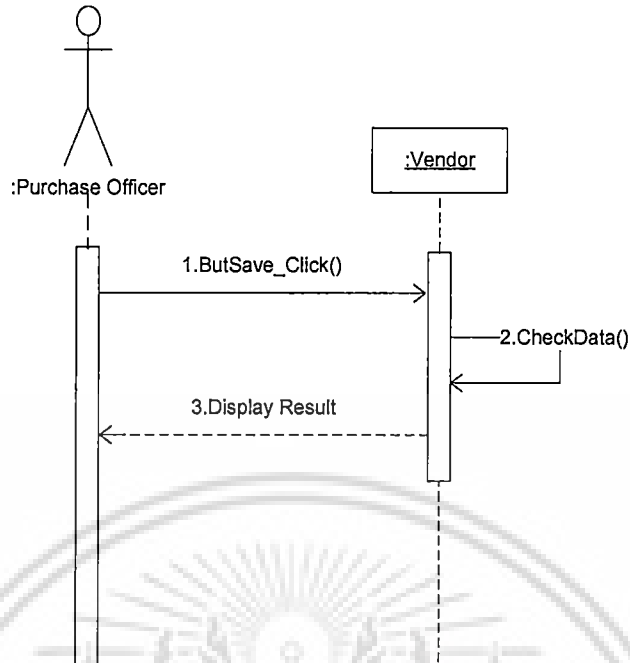 :Purchase Officer
:Vendor
1.ButSave_Click()
2.CheckData()
3.Display Result